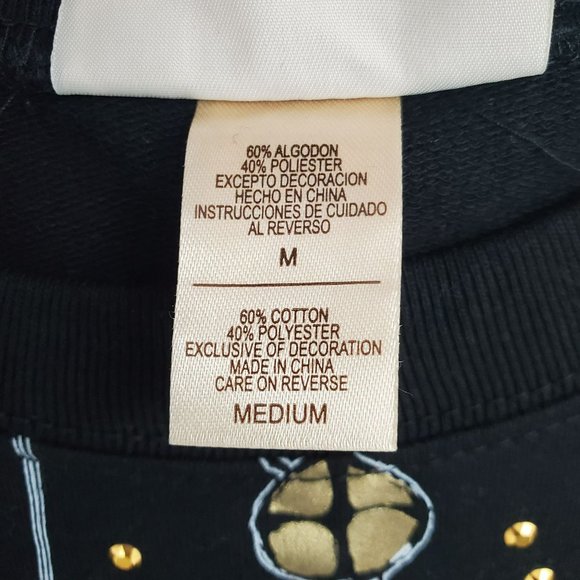 60% ALGODON
40% POLIESTER
EXCEPTO DECORACION
HECHO EN CHINA
INSTRUCCIONES DE CUIDADO
AL REVERSO
M
60% COTTON
40% POLYESTER
EXCLUSIVE OF DECORATION
MADE IN CHINA
CARE ON REVERSE
MEDIUM